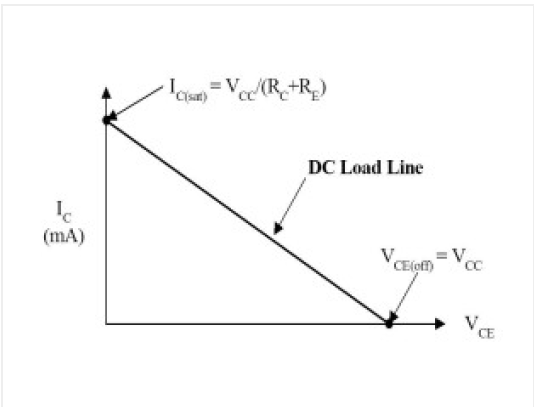 I_C(sat) = V_CC/(R_C+R_E)
DC Load Line
I_C
(mA)
V_CE(off) = V_CC
V_CE